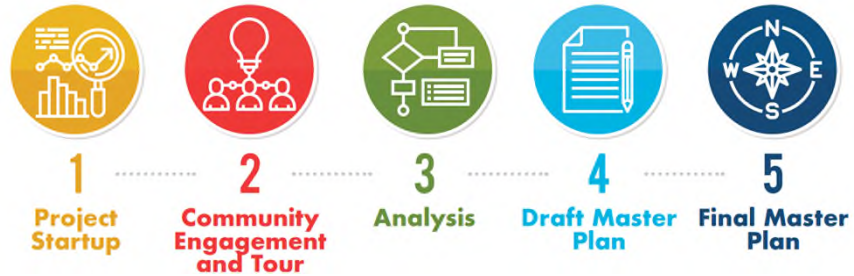 N
W E
S
1 2 3 4 5
Project
Startup
Community
Engagement
and Tour
Analysis
Draft Master
Plan
Final Master
Plan